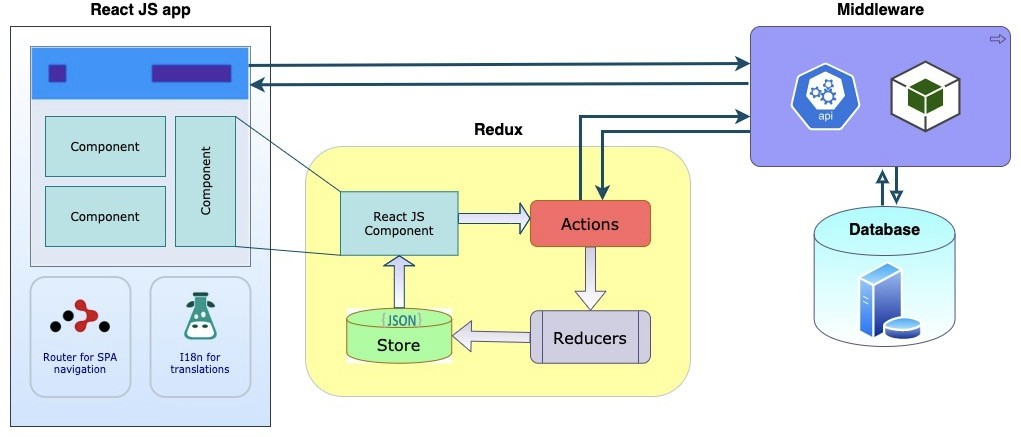 React JS app
Middleware
api
Redux
Component
Component
Component
React JS
Component
Actions
Database
{JSON}
Store
Reducers
Router for SPA
navigation
I18n for
translations